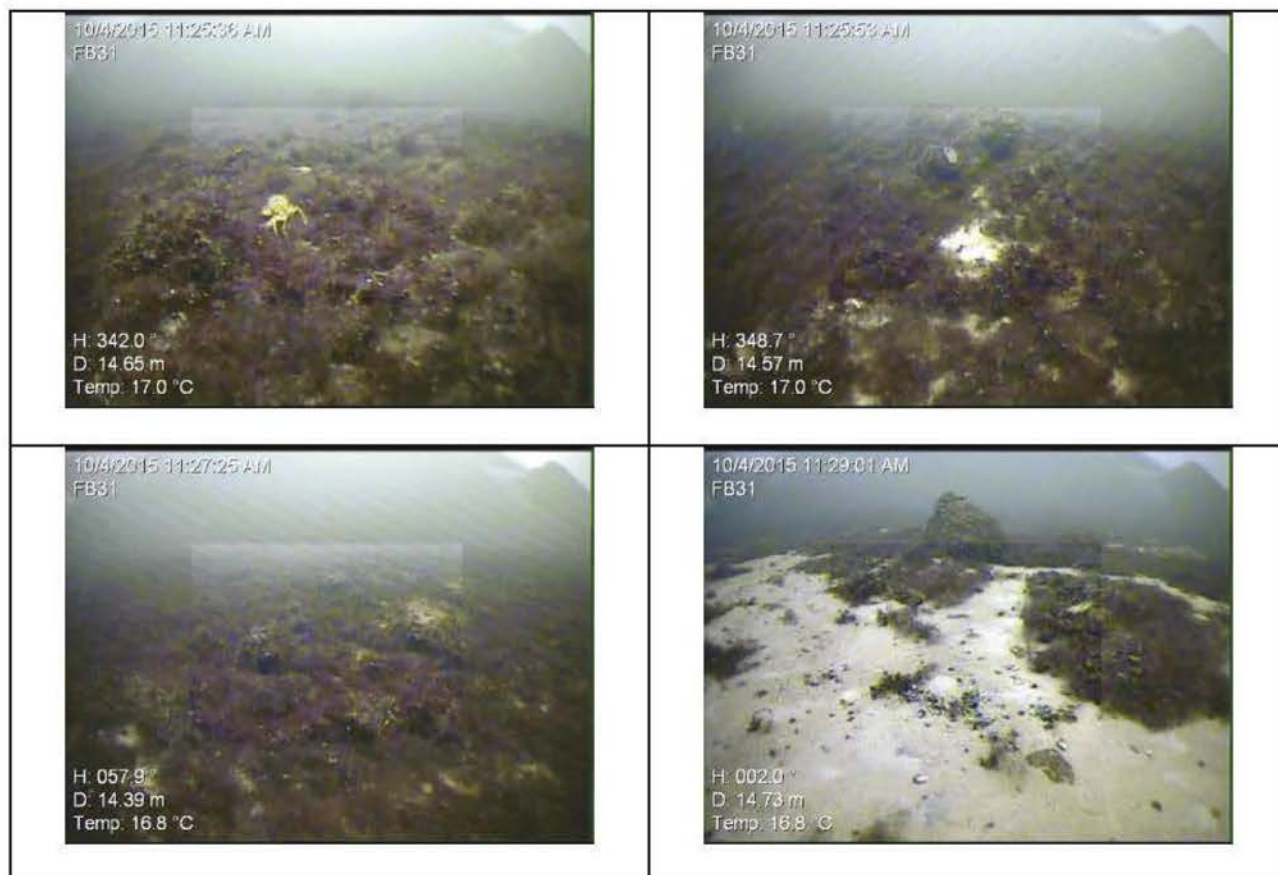 10/4/2015 11:25:36 AM
FB31
H: 342.0 °
D: 14.65 m
Temp: 17.0 °C
10/4/2015 11:25:53 AM
FB31
H: 348.7 °
D: 14.57 m
Temp: 17.0 °C
10/4/2015 11:27:25 AM
FB31
H: 057.9 °
D: 14.39 m
Temp: 16.8 °C
10/4/2015 11:29:01 AM
FB31
H: 002.0 °
D: 14.73 m
Temp: 16.8 °C